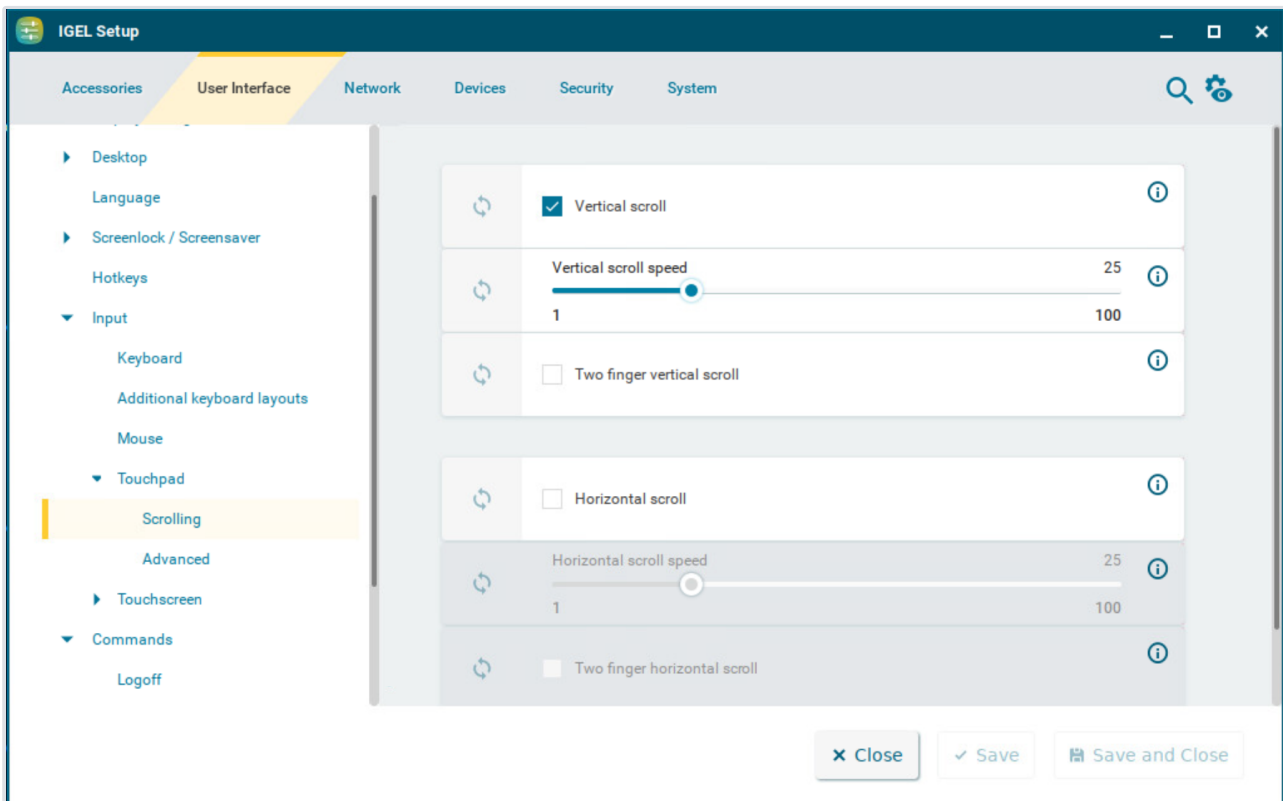 IGEL Setup
Accessories User Interface Network Devices Security System
Desktop
Language
Screenlock / Screensaver
Hotkeys
Input
Keyboard
Additional keyboard layouts
Mouse
Touchpad
Scrolling
Advanced
Touchscreen
Commands
Logoff
Vertical scroll
Vertical scroll speed 25
1 100
Two finger vertical scroll
Horizontal scroll
Horizontal scroll speed 25
1 100
Two finger horizontal scroll
Close Save Save and Close